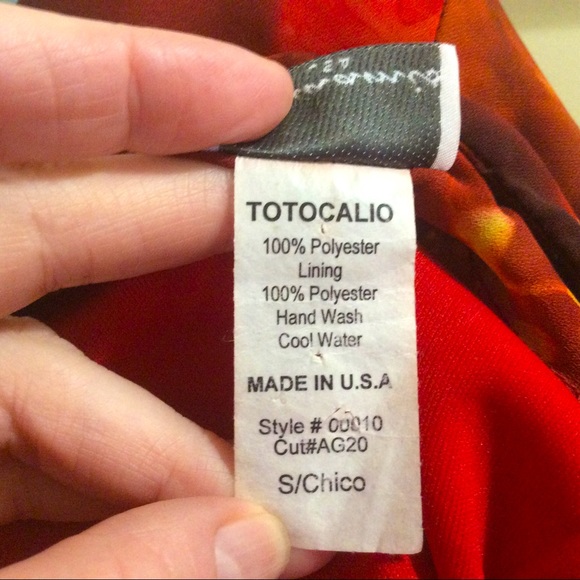 TOTOCALIO
100% Polyester
Lining
100% Polyester
Hand Wash
Cool Water
MADE IN U.S.A
Style # 00010
Cut#AG20
S/Chico